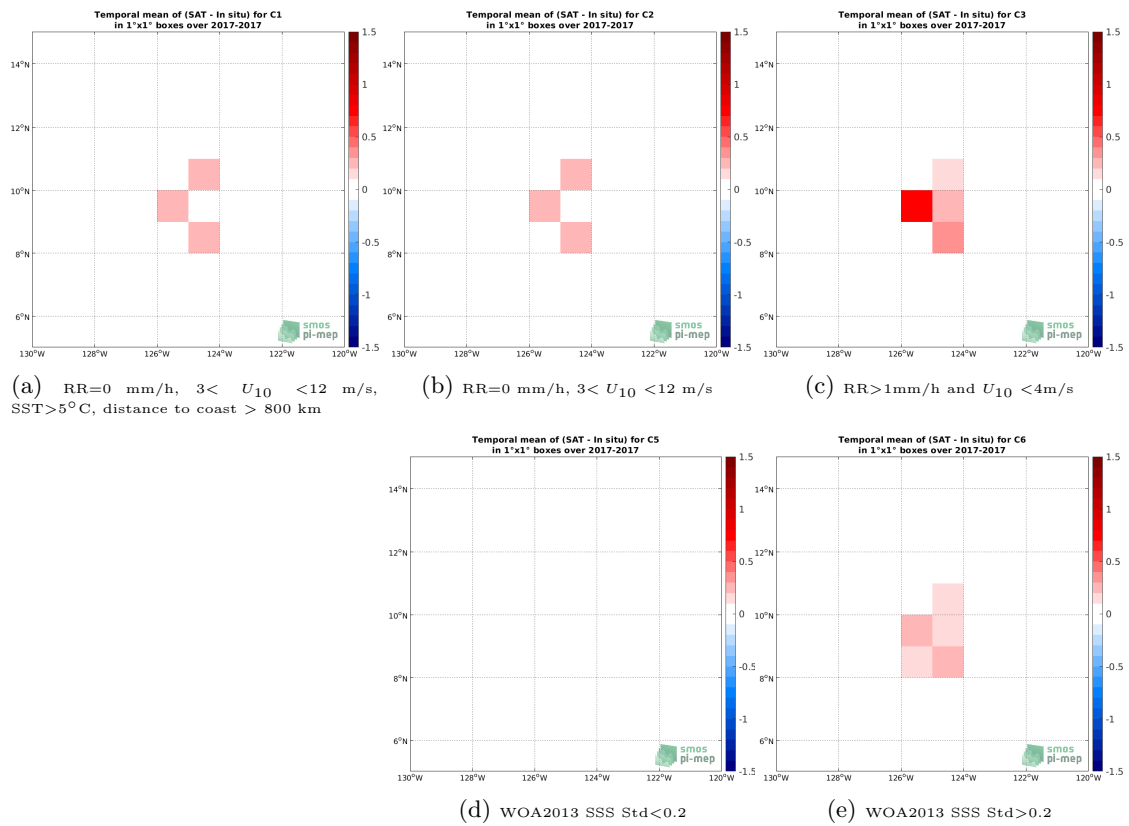 Temporal mean of (SAT - In situ) for C1
in 1°x1° boxes over 2017-2017
14°N
12°N
10°N
8°N
6°N
130°W 128°W 126°W 124°W 122°W 120°W
1.5
1
0.5
0
-0.5
-1
-1.5
smos
pi-mep
(a) RR=0 mm/h, 3< U10 <12 m/s,
SST>5°C, distance to coast > 800 km
Temporal mean of (SAT - In situ) for C2
in 1°x1° boxes over 2017-2017
14°N
12°N
10°N
8°N
6°N
130°W 128°W 126°W 124°W 122°W 120°W
1.5
1
0.5
0
-0.5
-1
-1.5
smos
pi-mep
(b) RR=0 mm/h, 3< U10 <12 m/s
Temporal mean of (SAT - In situ) for C3
in 1°x1° boxes over 2017-2017
14°N
12°N
10°N
8°N
6°N
130°W 128°W 126°W 124°W 122°W 120°W
1.5
1
0.5
0
-0.5
-1
-1.5
smos
pi-mep
(c) RR>1mm/h and U10 <4m/s
Temporal mean of (SAT - In situ) for C5
in 1°x1° boxes over 2017-2017
14°N
12°N
10°N
8°N
6°N
130°W 128°W 126°W 124°W 122°W 120°W
1.5
1
0.5
0
-0.5
-1
-1.5
smos
pi-mep
(d) WOA2013 SSS Std<0.2
Temporal mean of (SAT - In situ) for C6
in 1°x1° boxes over 2017-2017
14°N
12°N
10°N
8°N
6°N
130°W 128°W 126°W 124°W 122°W 120°W
1.5
1
0.5
0
-0.5
-1
-1.5
smos
pi-mep
(e) WOA2013 SSS Std>0.2